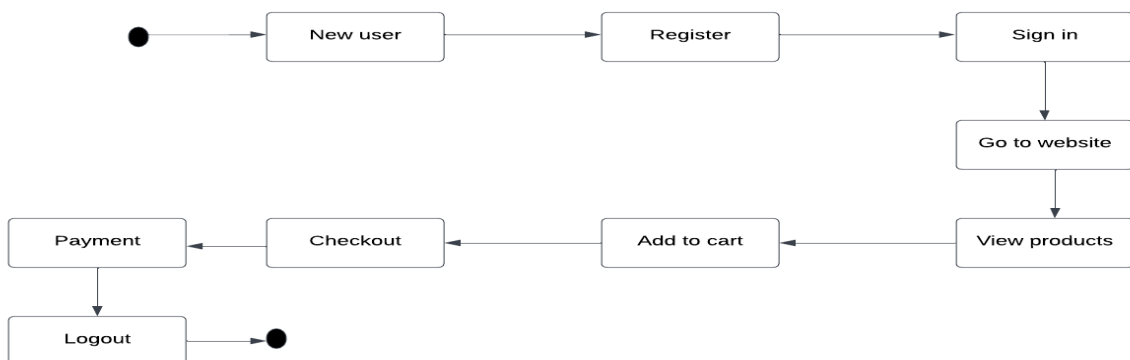 New user
Register
Sign in
Go to website
View products
Add to cart
Checkout
Payment
Logout